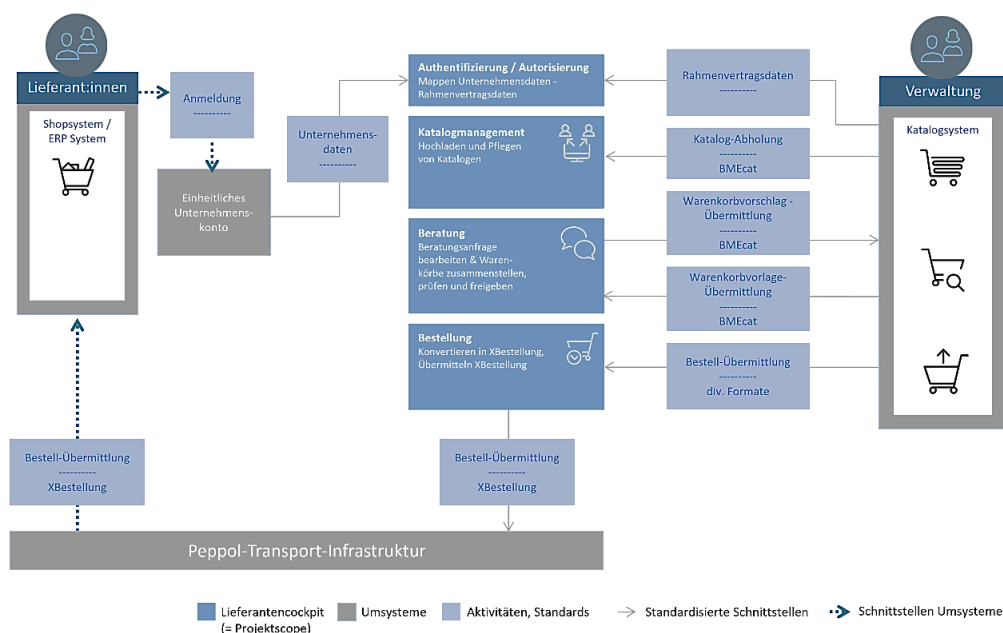 Lieferant:innen
Shopsystem /
ERP System
Anmeldung
----------
Einheitliches
Unternehmens-
konto
Unternehmens-
daten
----------
Authentifizierung / Autorisierung
Mappen Unternehmensdaten -
Rahmenvertragsdaten
Katalogmanagement
Hochladen und Pflegen
von Katalogen
Beratung
Beratungsanfrage
bearbeiten & Waren-
körbe zusammenstellen,
prüfen und freigeben
Bestellung
Konvertieren in XBestellung,
Übermitteln XBestellung
Rahmenvertragsdaten
----------
Katalog-Abholung
----------
BMEcat
Warenkorbvorschlag -
Übermittlung
----------
BMEcat
Warenkorbvorlage-
Übermittlung
----------
BMEcat
Bestell-Übermittlung
----------
div. Formate
Verwaltung
Katalogsystem
Bestell-Übermittlung
----------
XBestellung
Bestell-Übermittlung
----------
XBestellung
Peppol-Transport-Infrastruktur
Lieferantencockpit
(= Projektscope)
Umsysteme
Aktivitäten, Standards
Standardisierte Schnittstellen
Schnittstellen Umsysteme